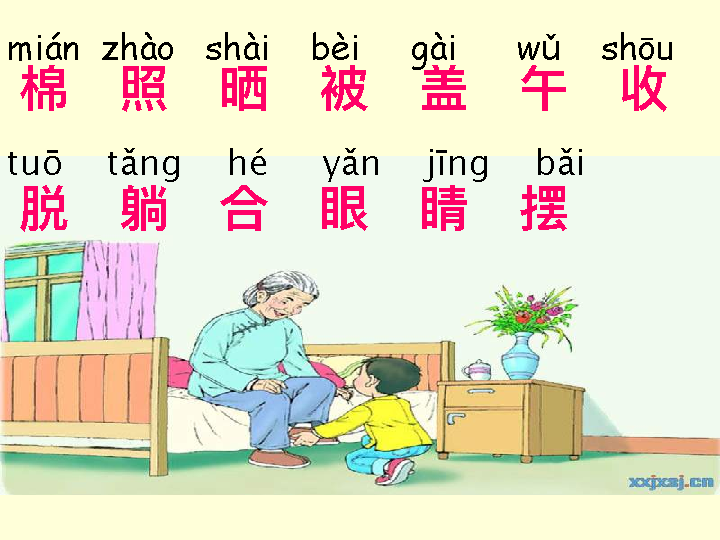 mián zhào shài bèi gài wǔ shōu
棉 照 晒 被 盖 午 收
tuō tǎng hé yǎn jīng bǎi
脱 躺 合 眼 睛 摆
xxjxsj.cn